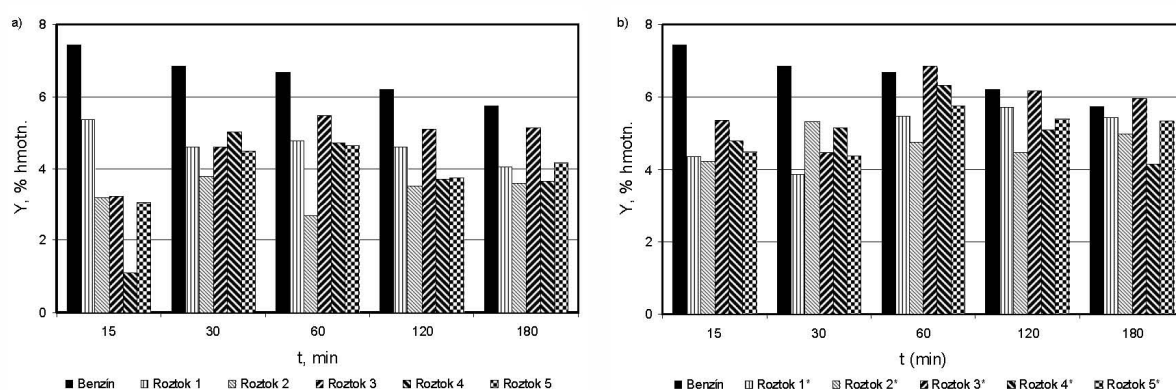 a)
8
6
4
2
0
Y, % hmotn.
15 30 60 120 180
t, min
Benzín Roztok 1 Roztok 2 Roztok 3 Roztok 4 Roztok 5
b)
8
6
4
2
0
Y, % hmotn.
15 30 60 120 180
t (min)
Benzín Roztok 1* Roztok 2* Roztok 3* Roztok 4* Roztok 5*